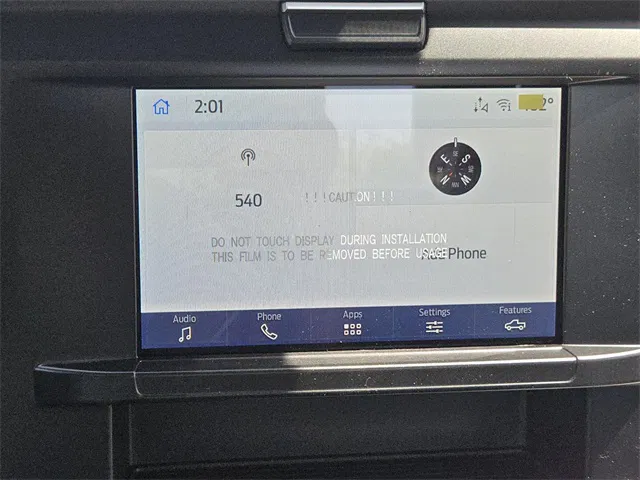 2:01
540
! ! ! CAUTION ! ! !
DO NOT TOUCH DISPLAY DURING INSTALLATION
THIS FILM IS TO BE REMOVED BEFORE USAGE
Phone
E S
N W
Audio Phone Apps Settings Features